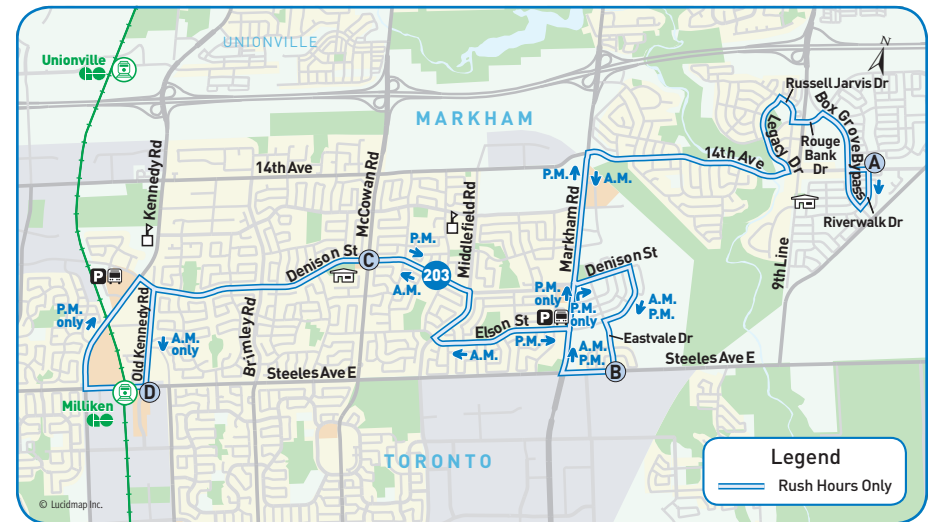 Unionville
GO
UNIONVILLE
N
MARKHAM
Russell Jarvis Dr
Box Grove Bypass
Legacy Dr
Rouge
Bank
Dr
A
Riverwalk Dr
14th Ave
14th Ave
9th Line
Kennedy Rd
McCowan Rd
Middlefield Rd
Markham Rd
P.M.
A.M.
Denison St
C
P.M.
A.M.
203
Denison St
P
P.M.
only
Old Kennedy Rd
A.M.
only
Brimley Rd
P.M.
only
P.M.
only
P
Elson St
A.M.
P.M.
A.M.
P.M.
Eastvale Dr
A.M.
P.M.
B
Steeles Ave E
Steeles Ave E
D
Milliken
GO
TORONTO
Legend
Rush Hours Only
© Lucidmap Inc.